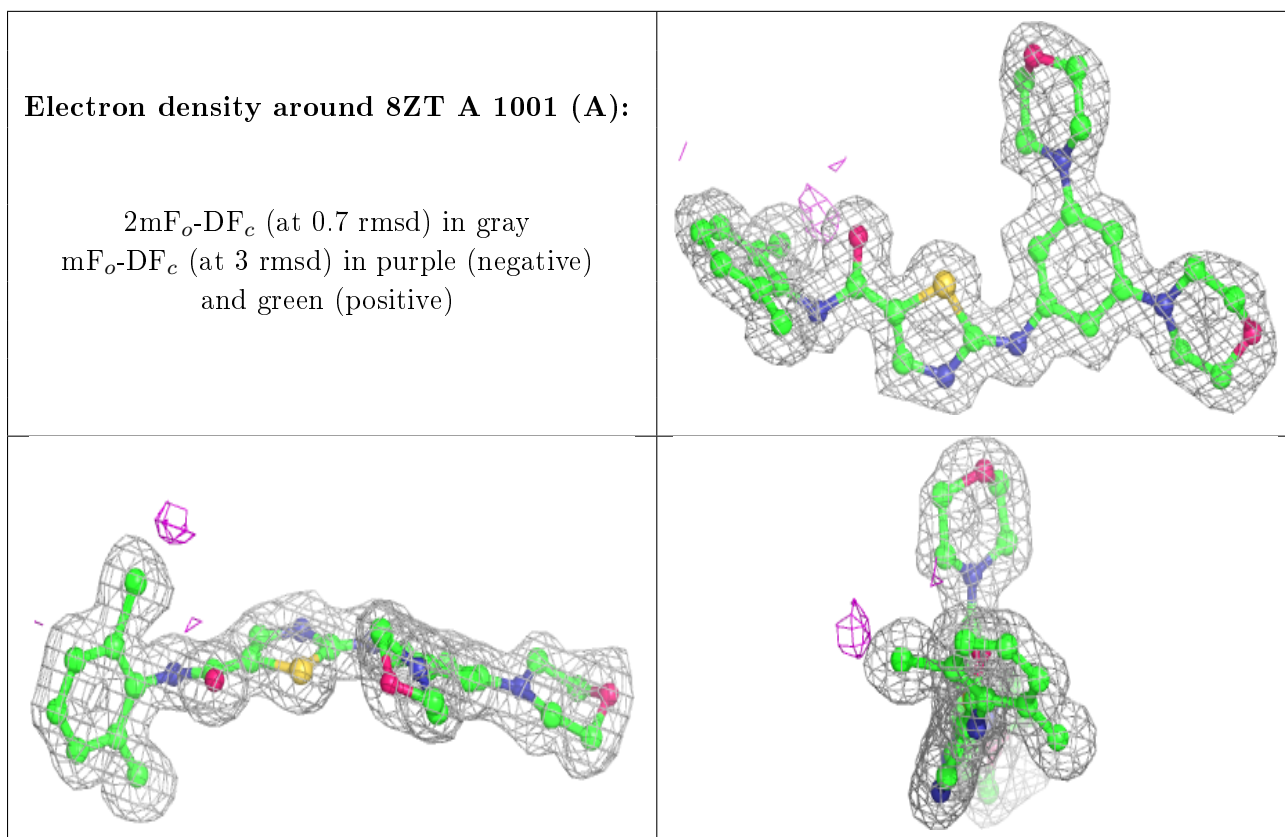 Electron density around 8ZT A 1001 (A):
2mFo-DFc (at 0.7 rmsd) in gray
mFo-DFc (at 3 rmsd) in purple (negative)
and green (positive)